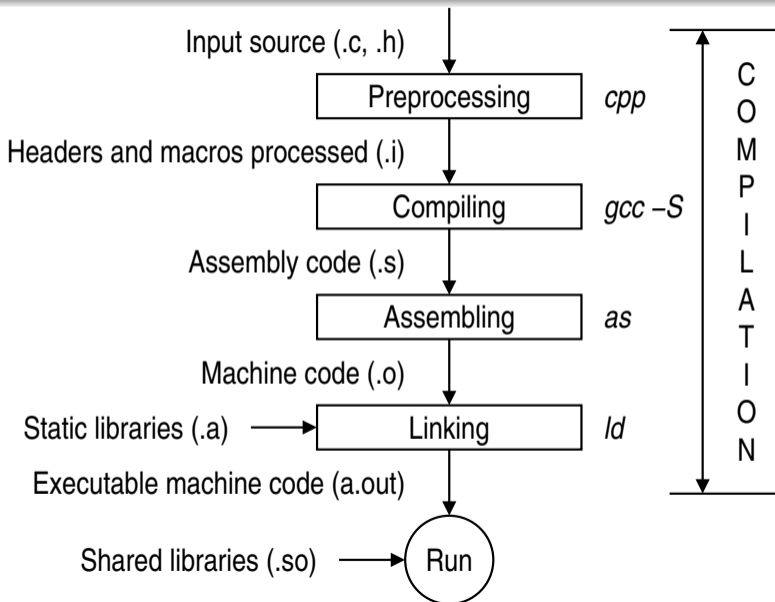 Input source (.c, .h)
Preprocessing cpp
Headers and macros processed (.i)
Compiling gcc –S
Assembly code (.s)
Assembling as
Machine code (.o)
Static libraries (.a) Linking ld
Executable machine code (a.out)
Shared libraries (.so) Run
C
O
M
P
I
L
A
T
I
O
N